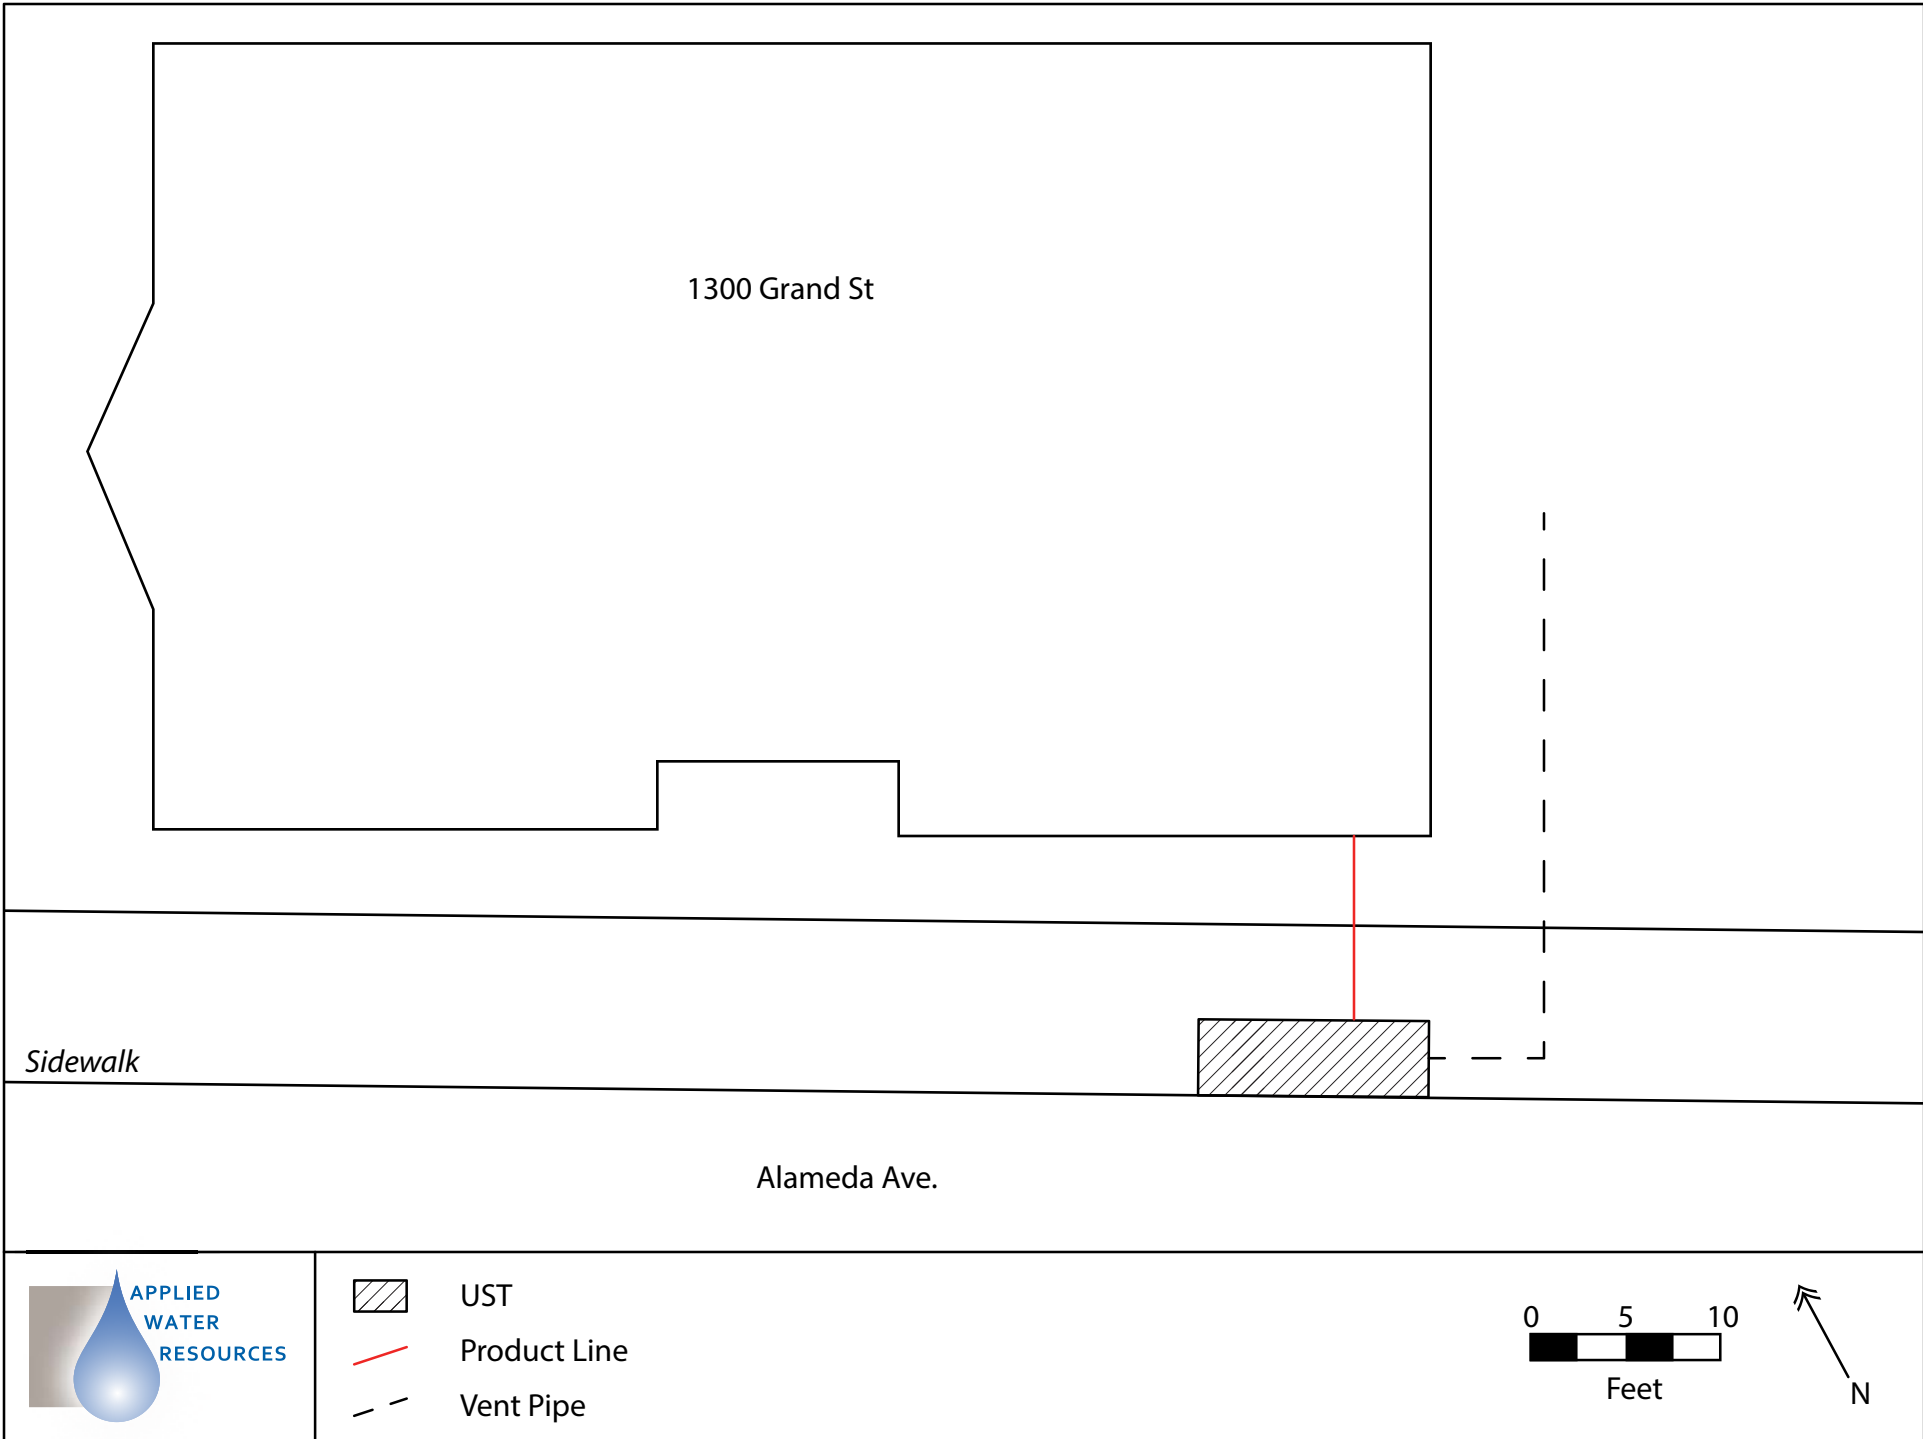 1300 Grand St
Sidewalk
Alameda Ave.
APPLIED
WATER
RESOURCES
UST
Product Line
Vent Pipe
0 5 10
Feet
N